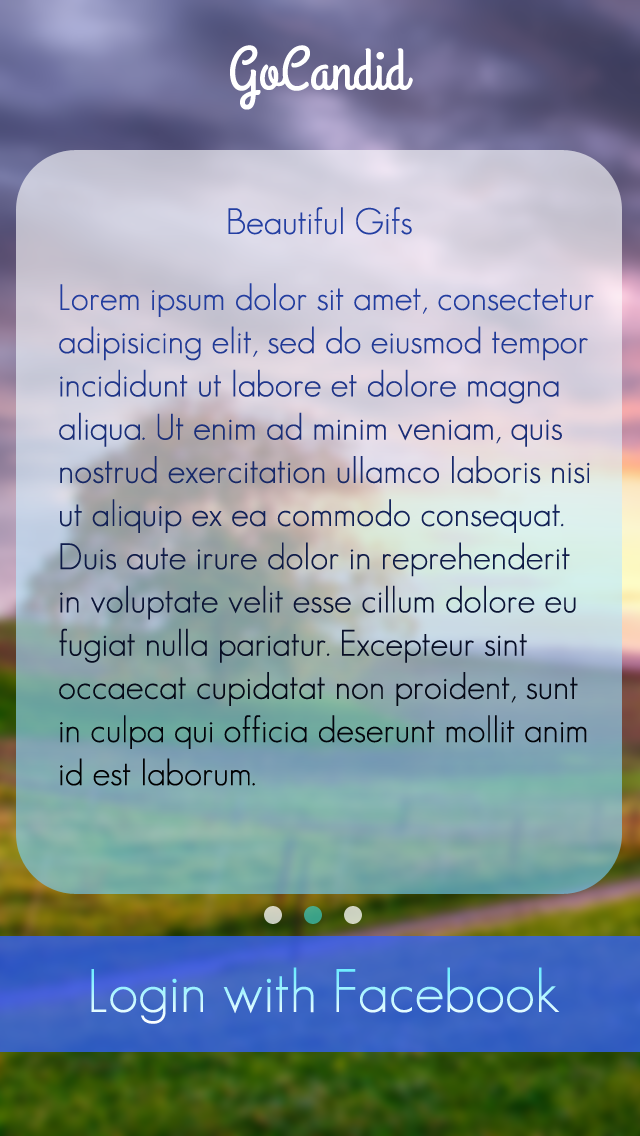 GoCandid
Beautiful Gifs
Lorem ipsum dolor sit amet, consectetur
adipisicing elit, sed do eiusmod tempor
incididunt ut labore et dolore magna
aliqua. Ut enim ad minim veniam, quis
nostrud exercitation ullamco laboris nisi
ut aliquip ex ea commodo consequat.
Duis aute irure dolor in reprehenderit
in voluptate velit esse cillum dolore eu
fugiat nulla pariatur. Excepteur sint
occaecat cupidatat non proident, sunt
in culpa qui officia deserunt mollit anim
id est laborum.
Login with Facebook